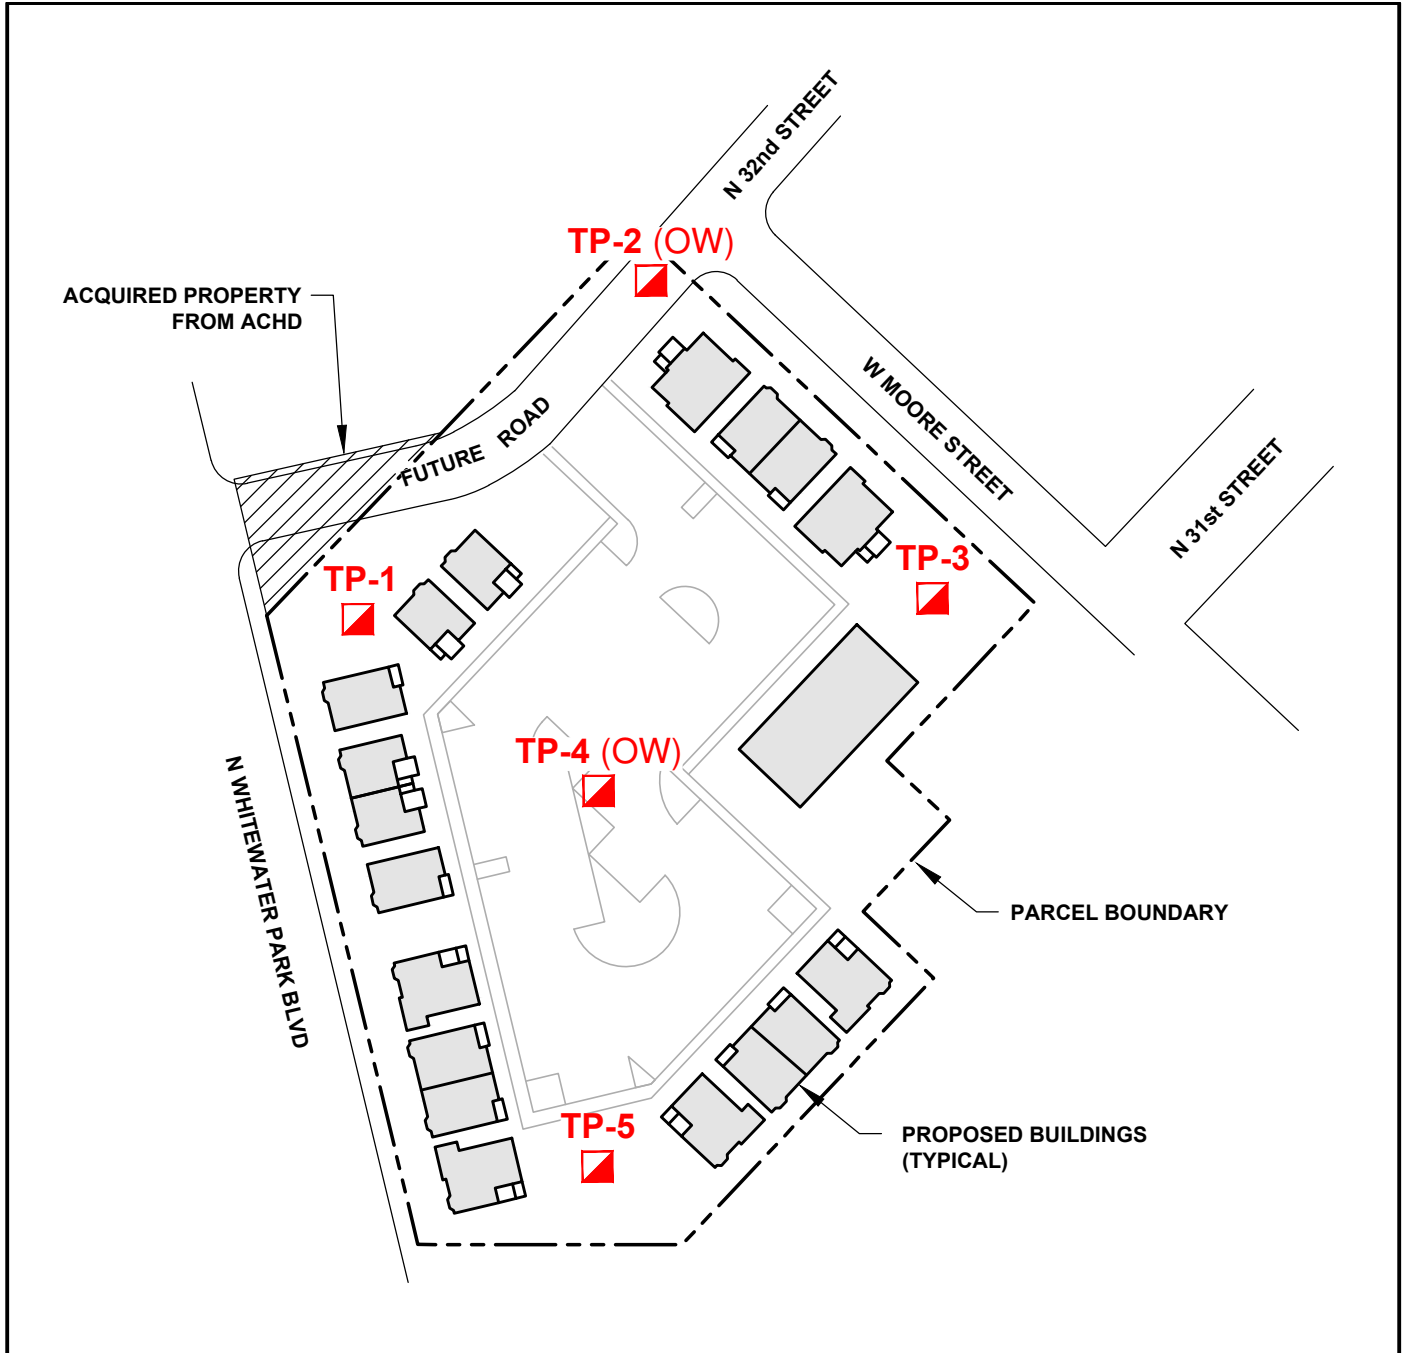 N 32nd STREET
TP-2 (OW)
ACQUIRED PROPERTY
FROM ACHD
W MOORE STREET
FUTURE ROAD
N 31st STREET
TP-3
TP-1
TP-4 (OW)
N WHITEWATER PARK BLVD
PARCEL BOUNDARY
TP-5
PROPOSED BUILDINGS
(TYPICAL)